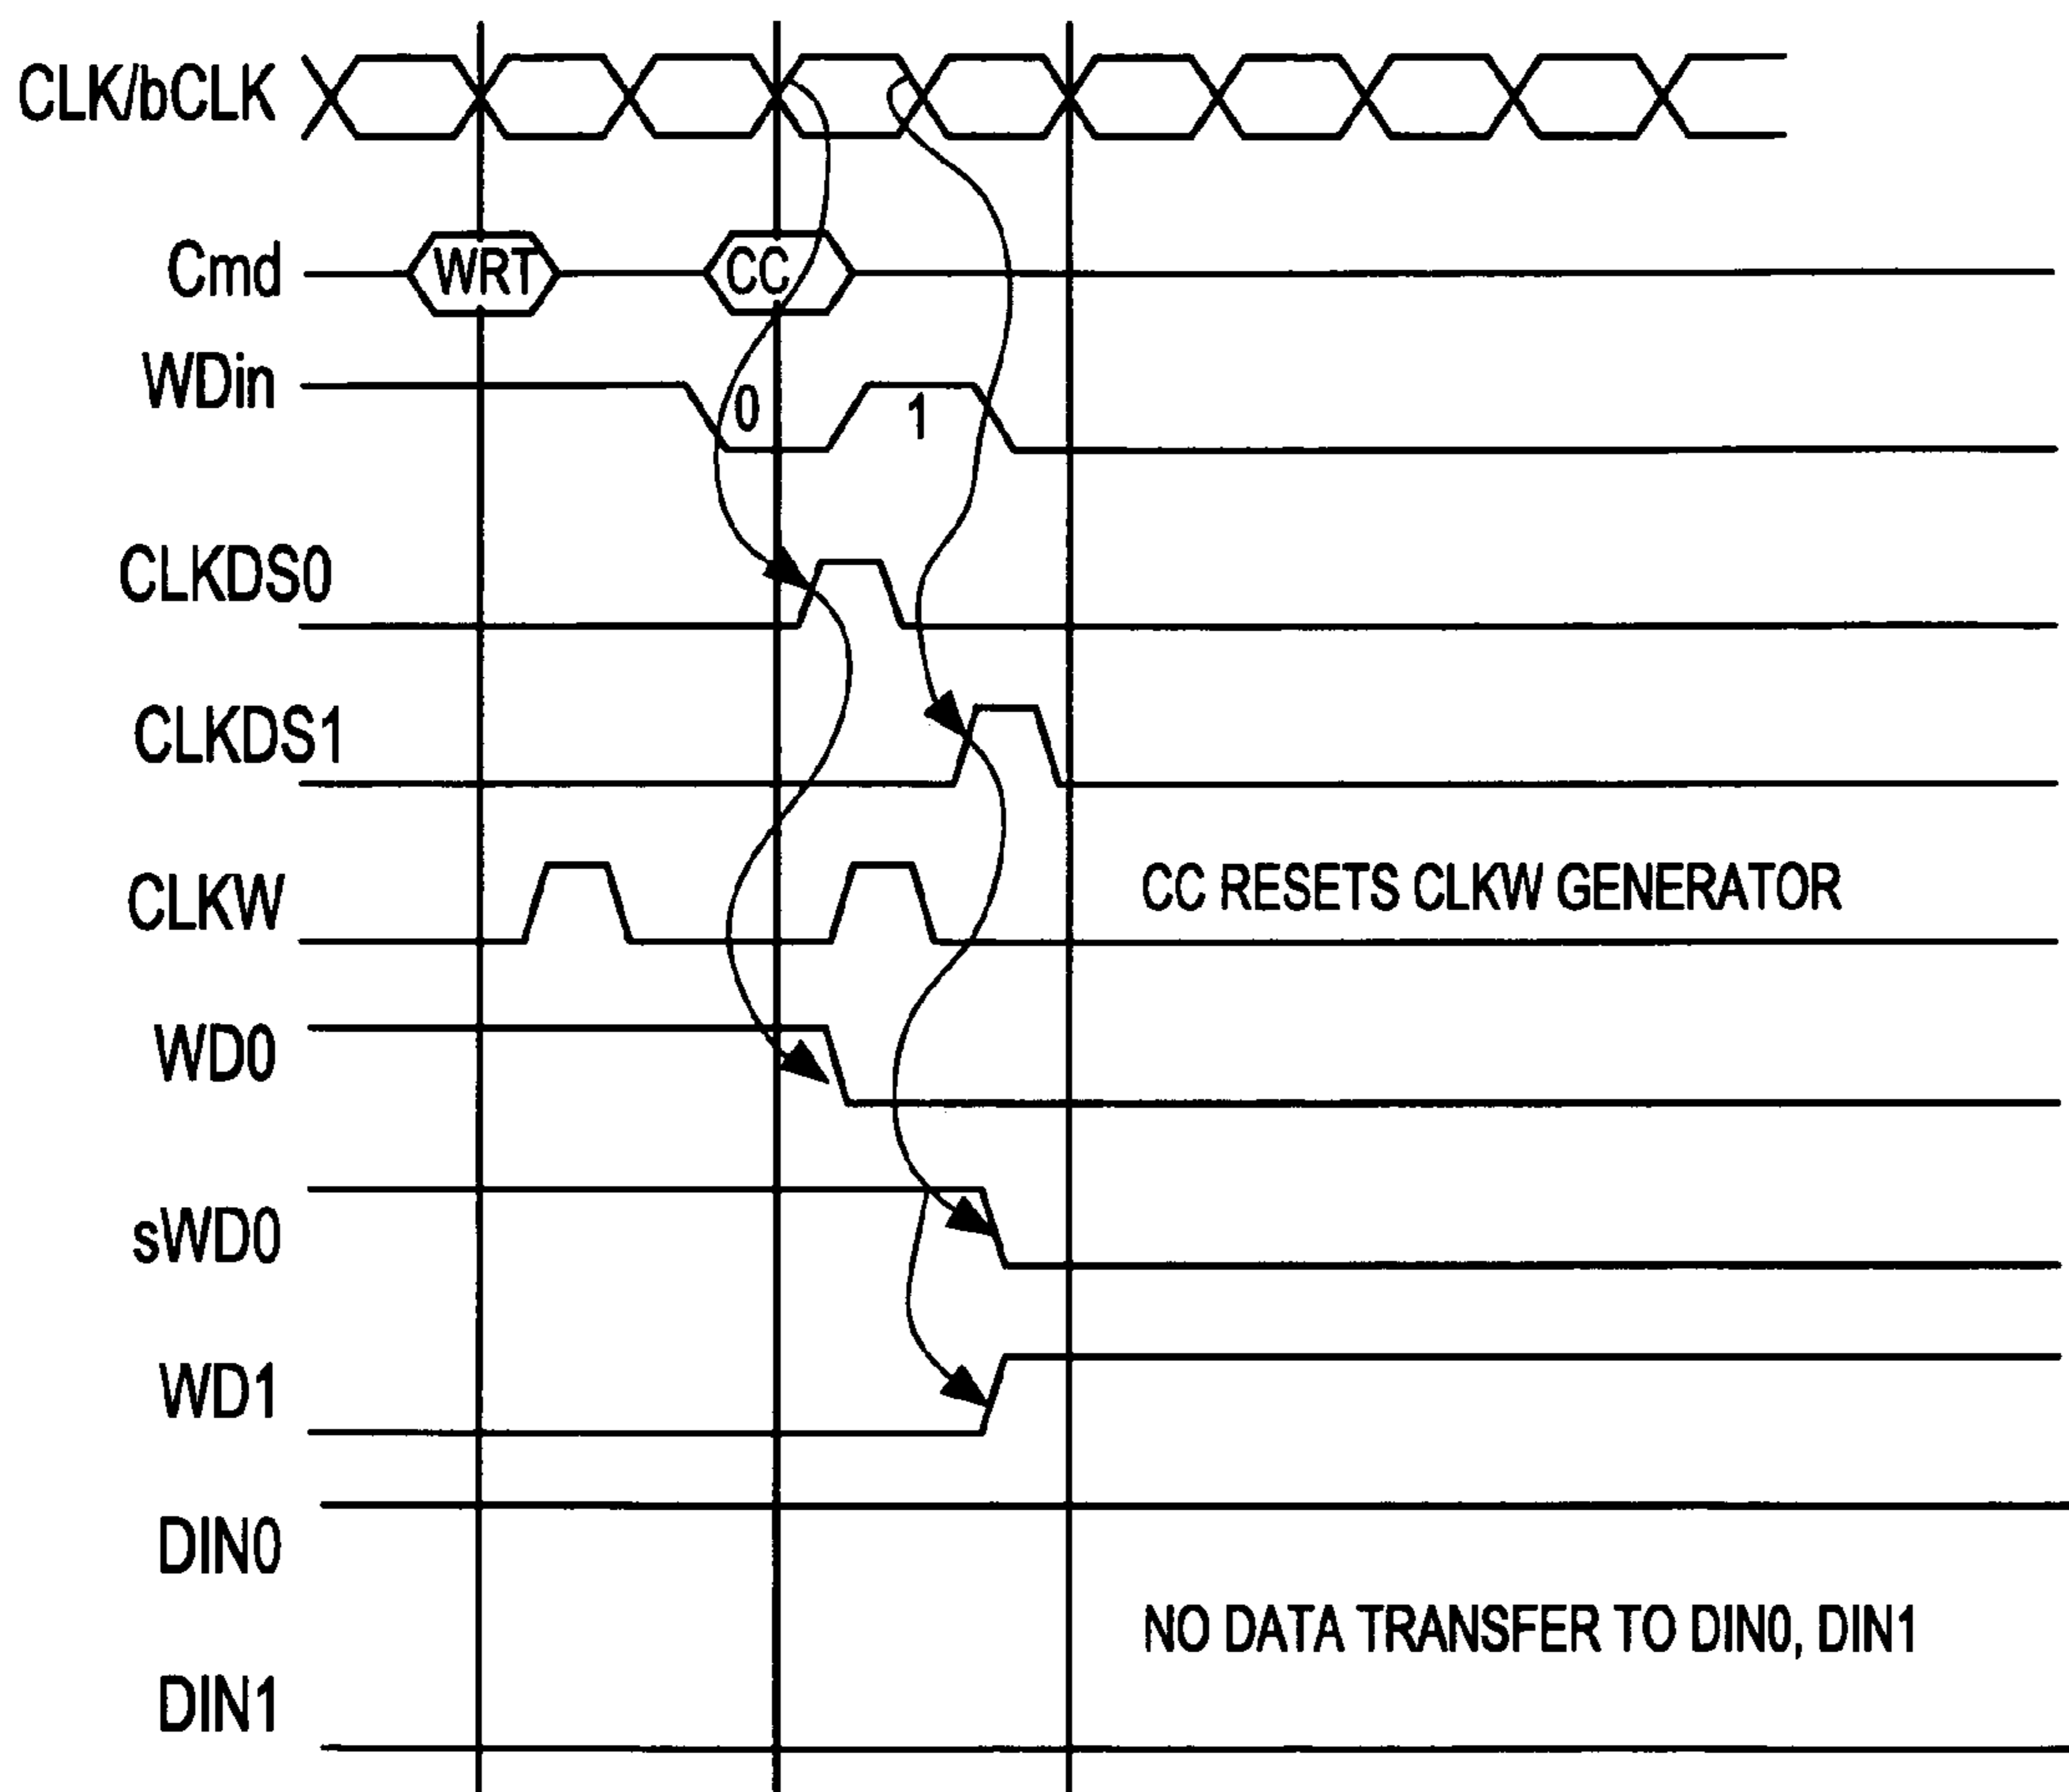 CLK/bCLK
Cmd WRT CC
WDin 0 1
CLKDS0
CLKDS1
CLKW CC RESETS CLKW GENERATOR
WD0
sWD0
WD1
DIN0
NO DATA TRANSFER TO DIN0, DIN1
DIN1